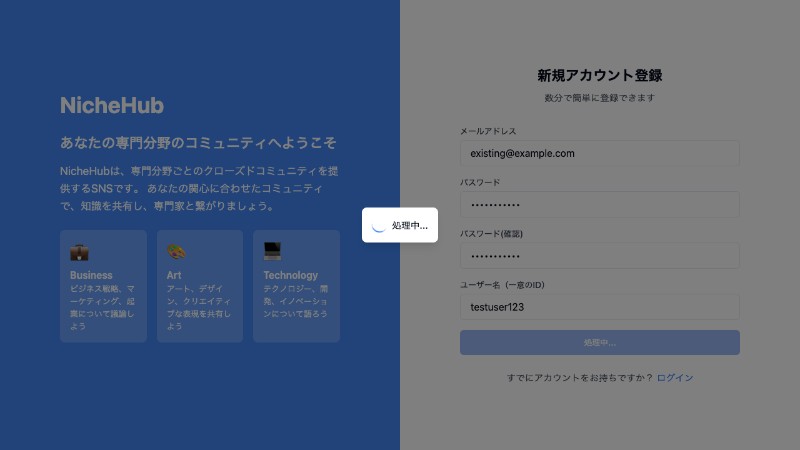 NicheHub
あなたの専門分野のコミュニティへようこそ
NicheHubは、専門分野ごとのクローズドコミュニティを提
供するSNSです。 あなたの関心に合わせたコミュニティ
で、知識を共有し、専門家と繋がりましょう。
Business
ビジネス戦略、マ
ーケティング、起
業について議論し
よう
Art
アート、デザイ
ン、クリエイティ
ブな表現を共有し
よう
Technology
テクノロジー、開
発、イノベーショ
ンについて語ろう
処理中...
新規アカウント登録
数分で簡単に登録できます
メールアドレス
existing@example.com
パスワード
•••••••••••
パスワード(確認)
•••••••••••
ユーザー名（一意のID）
testuser123
処理中...
すでにアカウントをお持ちですか？ ログイン